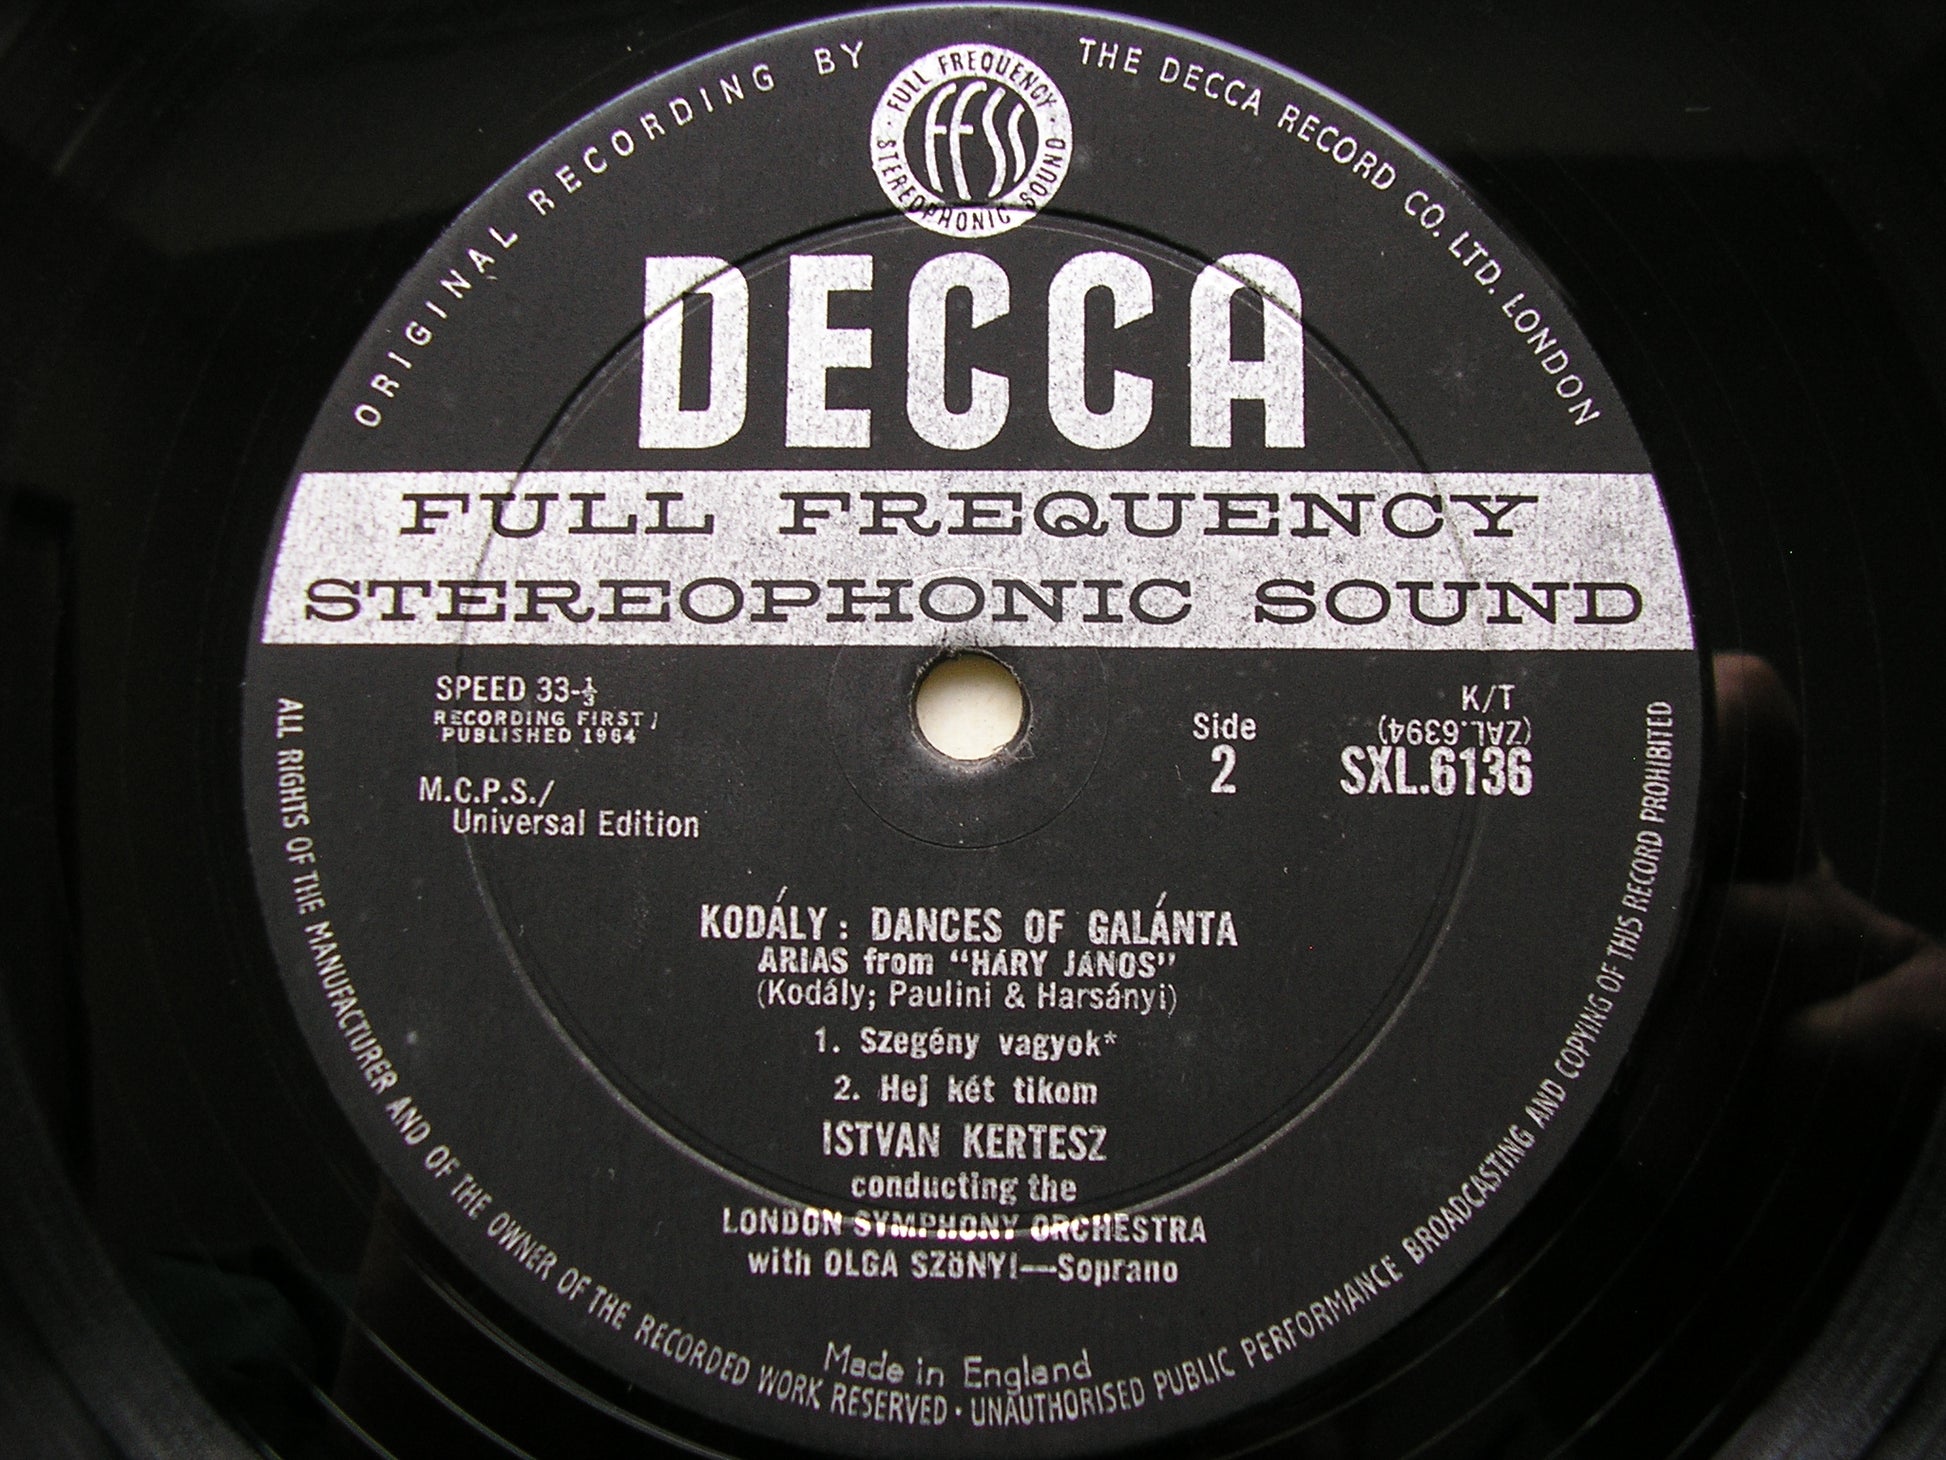 ORIGINAL RECORDING BY THE DECCA RECORD CO. LTD. LONDON
FULL FREQUENCY
FFSS
STEREOPHONIC SOUND
DECCA
FULL FREQUENCY
STEREOPHONIC SOUND
SPEED 33-⅓
RECORDING FIRST
PUBLISHED 1964
M.C.P.S./
Universal Edition
Side
2
K/T
(ZAL.6394)
SXL.6136
KODÁLY: DANCES OF GALÁNTA
ARIAS from "HÁRY JÁNOS"
(Kodály; Paulini & Harsányi)
1. Szegény vagyok*
2. Hej két tikom
ISTVAN KERTESZ
conducting the
LONDON SYMPHONY ORCHESTRA
with OLGA SZÖNYI—Soprano
Made in England
ALL RIGHTS OF THE MANUFACTURER AND OF THE OWNER OF THE RECORDED WORK RESERVED · UNAUTHORISED PUBLIC PERFORMANCE BROADCASTING AND COPYING OF THIS RECORD PROHIBITED